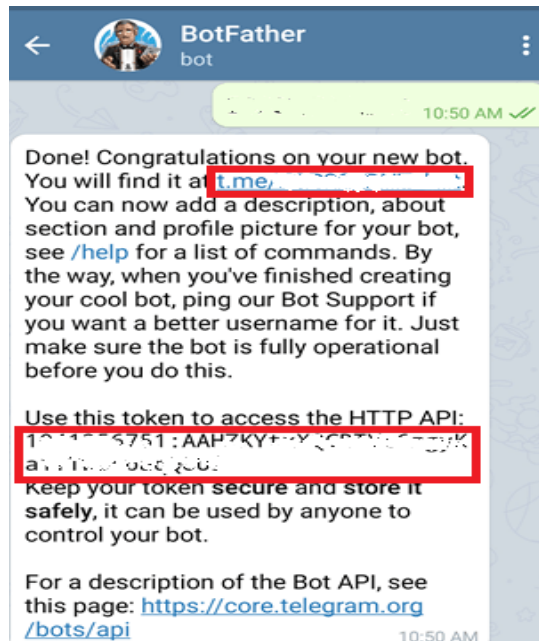 BotFather
bot
10:50 AM
Done! Congratulations on your new bot.
You will find it at t.me/
You can now add a description, about
section and profile picture for your bot,
see /help for a list of commands. By
the way, when you've finished creating
your cool bot, ping our Bot Support if
you want a better username for it. Just
make sure the bot is fully operational
before you do this.
Use this token to access the HTTP API:
Keep your token secure and store it
safely, it can be used by anyone to
control your bot.
For a description of the Bot API, see
this page: https://core.telegram.org
/bots/api
10:50 AM